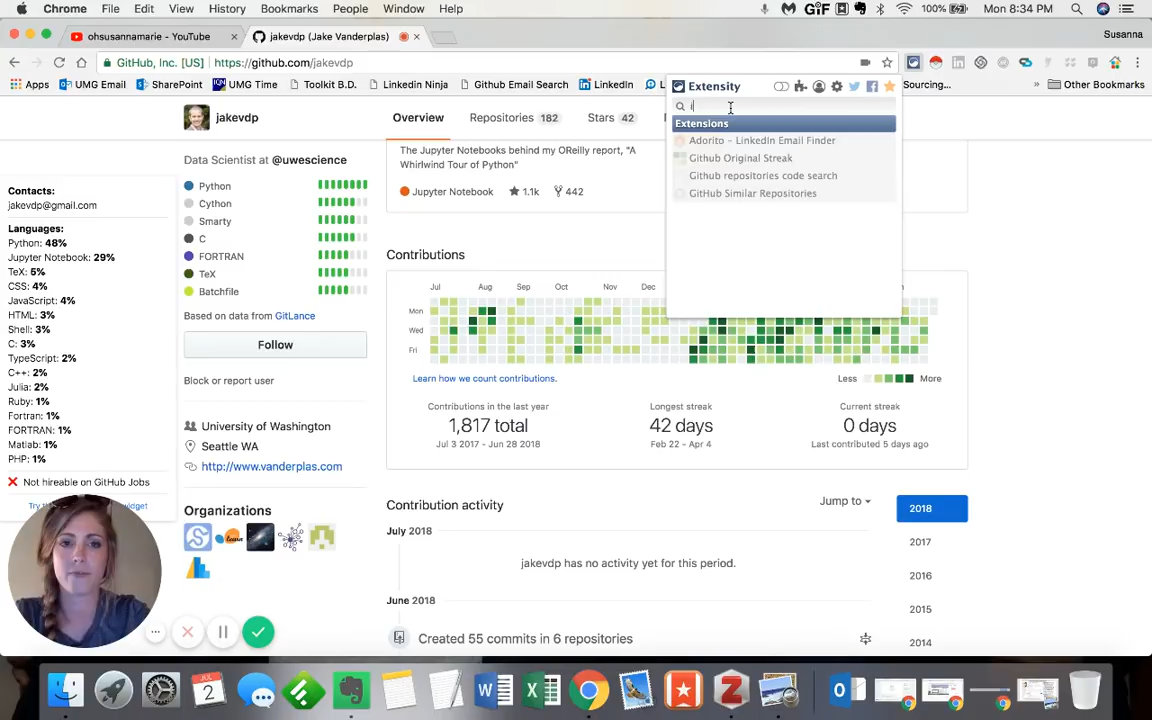 Chrome File Edit View History Bookmarks People Window Help GIF 100% Mon 8:34 PM
ohsusannamarie - YouTube × jakevdp (Jake Vanderplas) × Susanna
GitHub, Inc. [US] https://github.com/jakevdp
Apps UMG Email SharePoint UMG Time Toolkit B.D. Linkedin Ninja Github Email Search Sourcing... » Other Bookmarks
Extensity
i
Extensions
Adorito - LinkedIn Email Finder
Github Original Streak
Github repositories code search
GitHub Similar Repositories
jakevdp
Overview Repositories 182 Stars 42
Contacts:
jakevdp@gmail.com
Languages:
Python: 48%
Jupyter Notebook: 29%
TeX: 5%
CSS: 4%
JavaScript: 4%
HTML: 3%
Shell: 3%
C: 3%
TypeScript: 2%
C++: 2%
Julia: 2%
Ruby: 1%
Fortran: 1%
FORTRAN: 1%
Matlab: 1%
PHP: 1%
Not hireable on GitHub Jobs
Try widget
Data Scientist at @uwescience
Python
Cython
Smarty
C
FORTRAN
TeX
Batchfile
Based on data from GitLance
Follow
Block or report user
University of Washington
Seattle WA
http://www.vanderplas.com
Organizations
The Jupyter Notebooks behind my OReilly report, "A
Whirlwind Tour of Python"
Jupyter Notebook 1.1k 442
Contributions
Jul Aug Sep Oct Nov Dec
Mon
Wed
Fri
Learn how we count contributions. Less More
Contributions in the last year
1,817 total
Jul 3 2017 - Jun 28 2018
Longest streak
42 days
Feb 22 - Apr 4
Current streak
0 days
Last contributed 5 days ago
Contribution activity Jump to
July 2018
jakevdp has no activity yet for this period.
June 2018
Created 55 commits in 6 repositories
2018
2017
2016
2015
2014
JUL
2